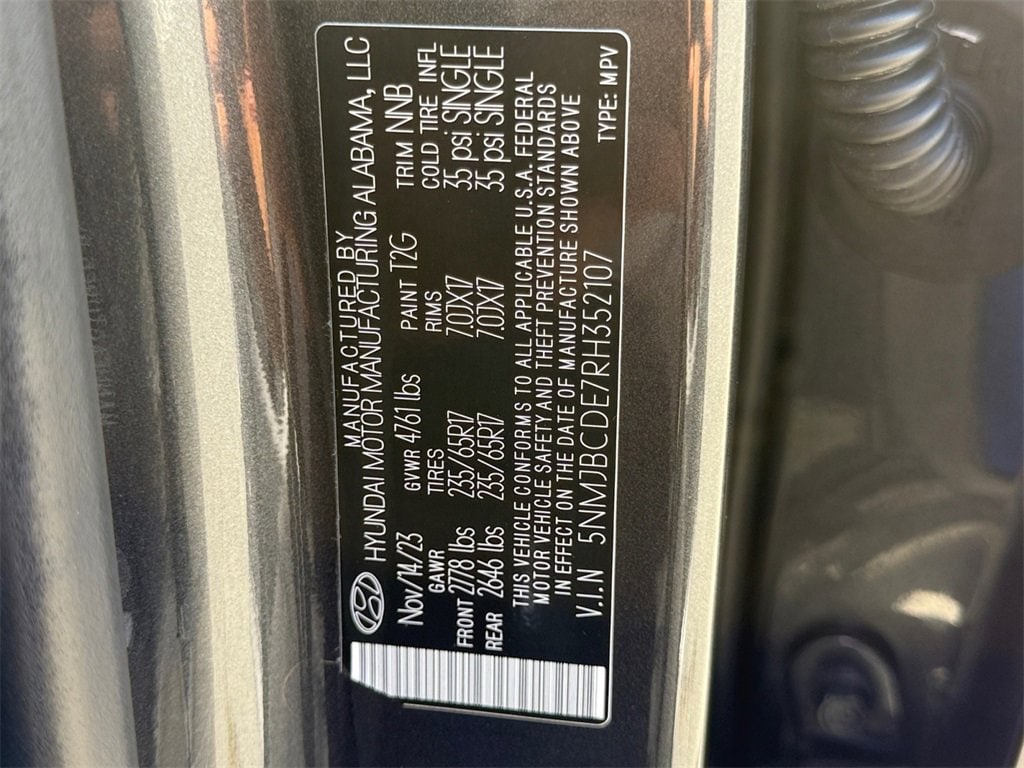 MANUFACTURED BY
HYUNDAI MOTOR MANUFACTURING ALABAMA, LLC
Nov/14/23 GVWR 4761 lbs PAINT T2G TRIM NNB
GAWR TIRES RIMS COLD TIRE INFL
FRONT 2778 lbs 235/65R17 7.0JX17 35 psi SINGLE
REAR 2646 lbs 235/65R17 7.0JX17 35 psi SINGLE
THIS VEHICLE CONFORMS TO ALL APPLICABLE U.S.A. FEDERAL
MOTOR VEHICLE SAFETY AND THEFT PREVENTION STANDARDS
IN EFFECT ON THE DATE OF MANUFACTURE SHOWN ABOVE
V.I.N 5NMJBCDE7RH352107 TYPE: MPV